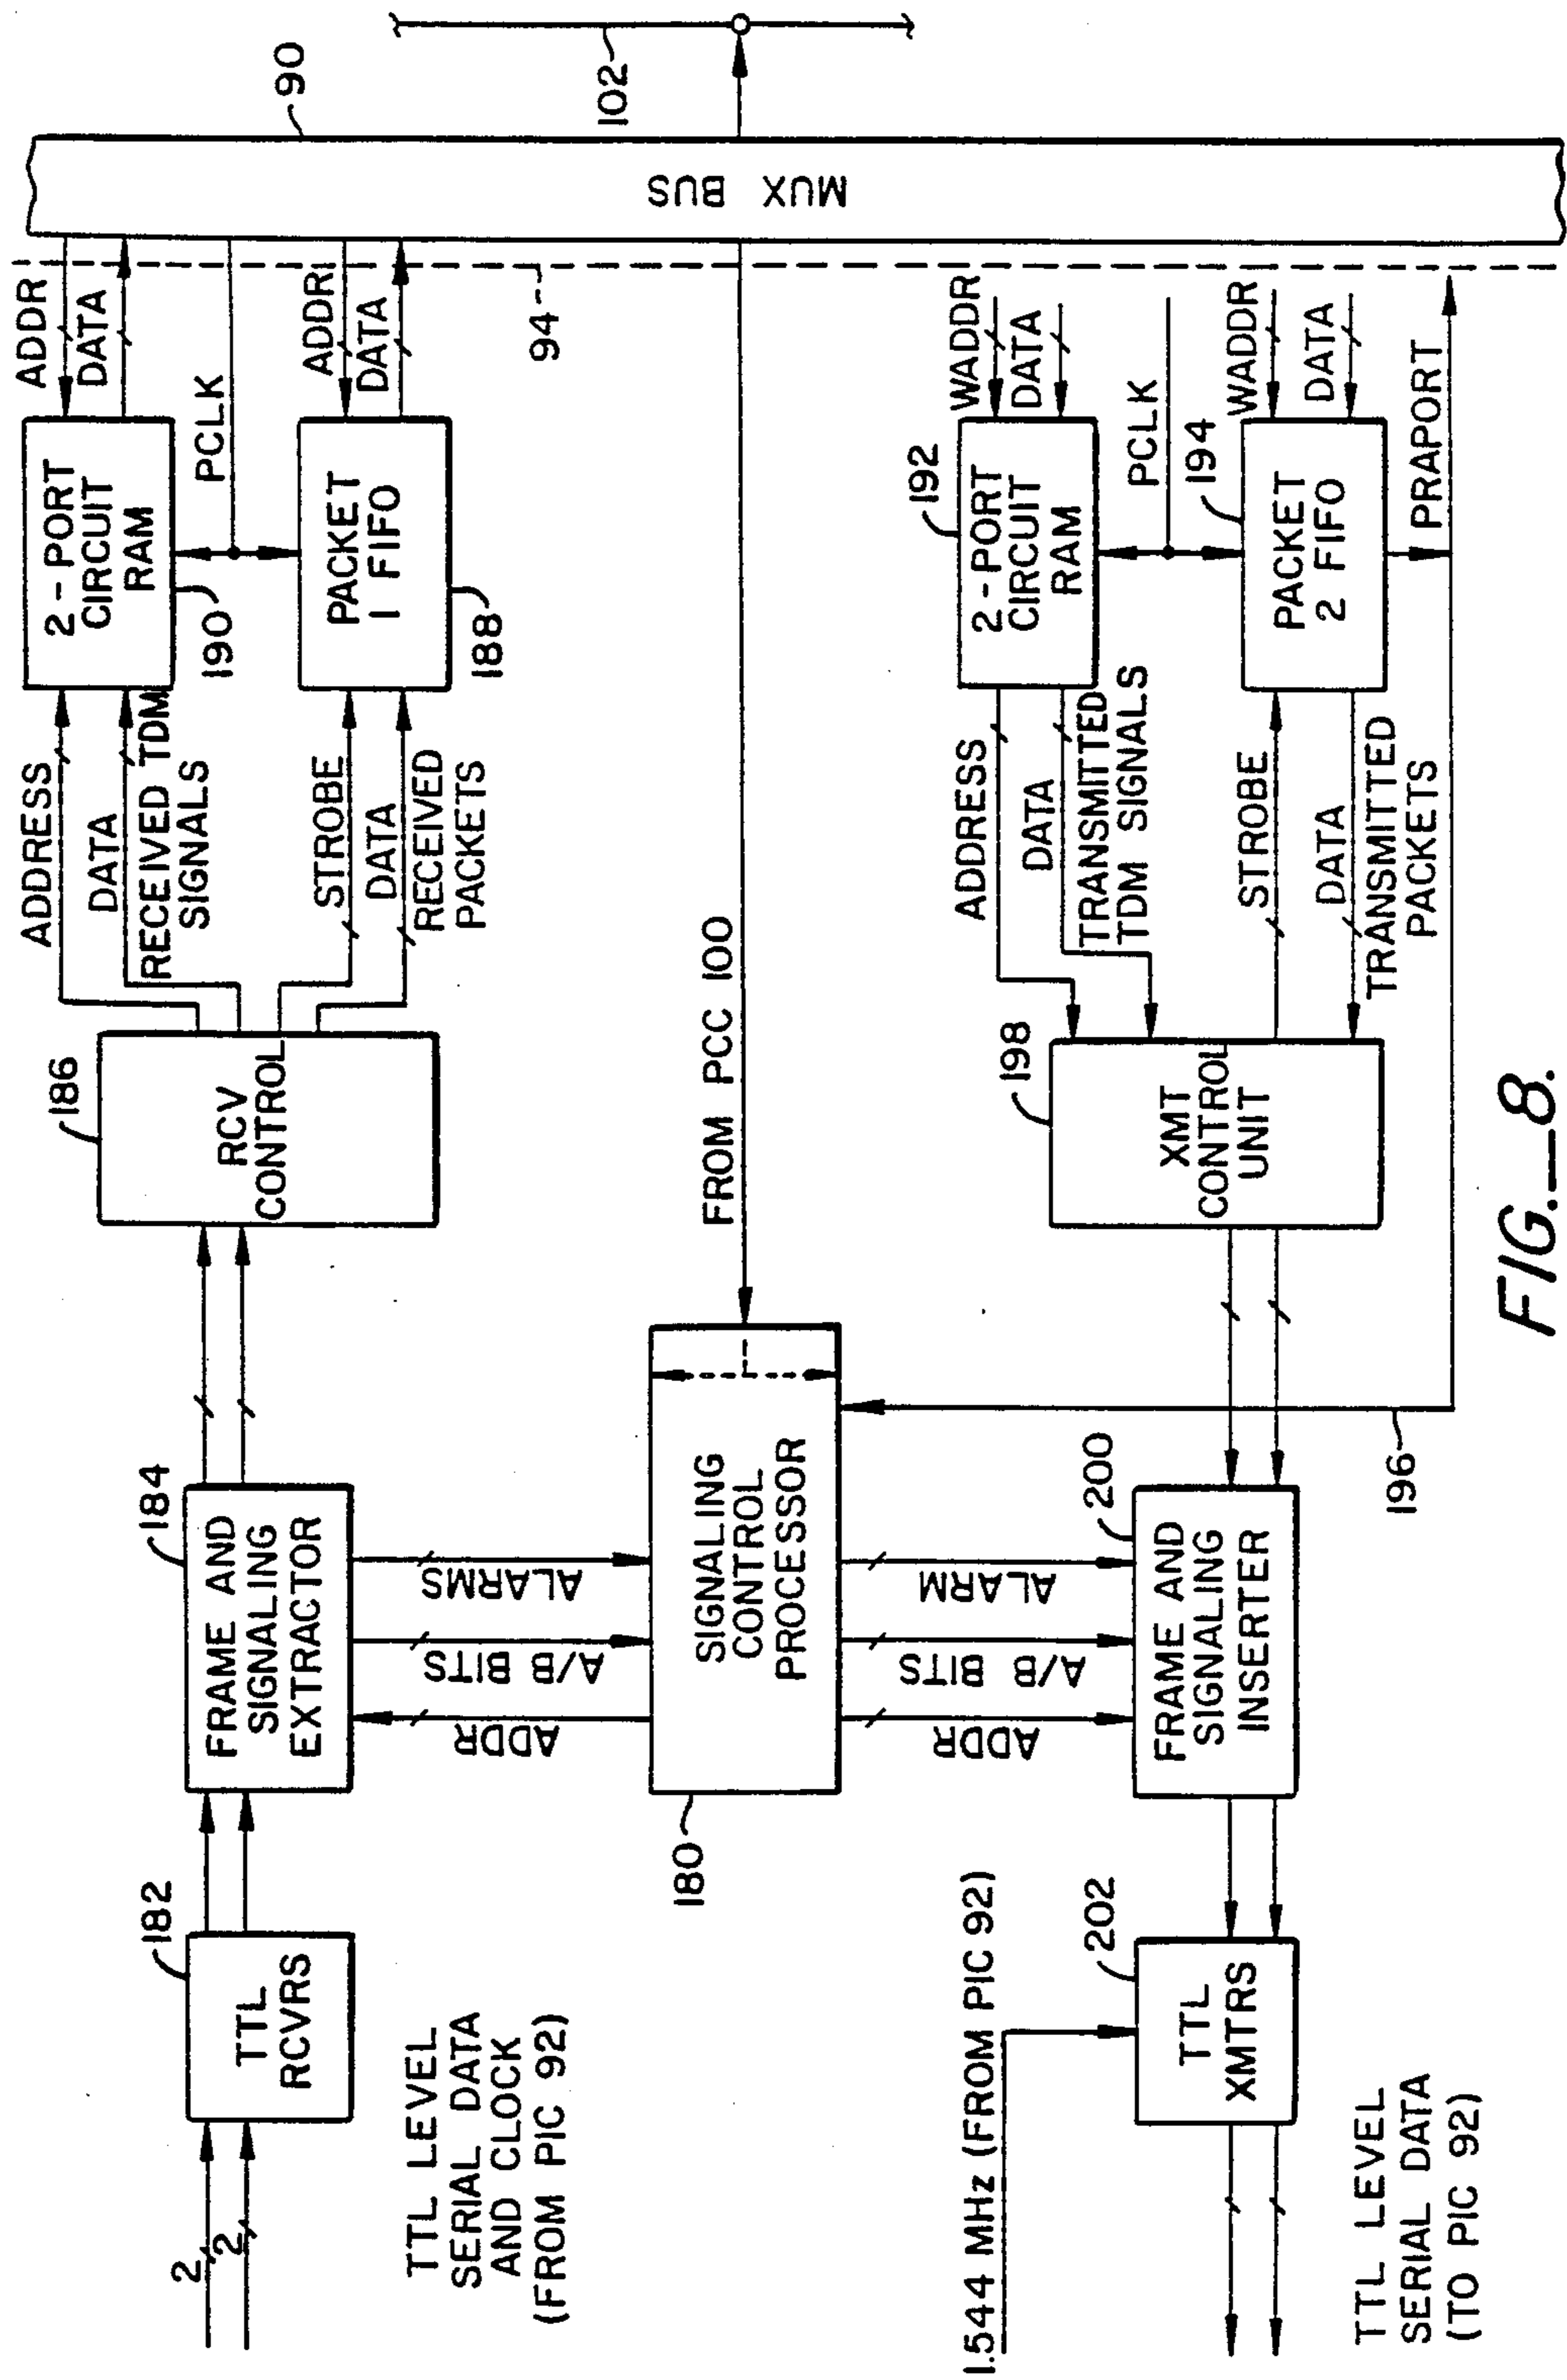 182
TTL
RCVRS
2
2
TTL LEVEL
SERIAL DATA
AND CLOCK
(FROM PIC 92)
184
FRAME AND
SIGNALING
EXTRACTOR
ADDR
A/B BITS
ALARMS
186
RCV
CONTROL
ADDRESS
DATA
RECEIVED TDM
SIGNALS
STROBE
DATA
RECEIVED
PACKETS
2-PORT
CIRCUIT
RAM
190
PACKET
1 FIFO
188
ADDR
DATA
PCLK
ADDR
DATA
94
90
MUX BUS
102
180
SIGNALING
CONTROL
PROCESSOR
FROM PCC 100
ADDR
A/B BITS
ALARM
1.544 MHz (FROM PIC 92)
202
TTL
XMTRS
TTL LEVEL
SERIAL DATA
(TO PIC 92)
200
FRAME AND
SIGNALING
INSERTER
196
198
XMT
CONTROL
UNIT
ADDRESS
DATA
TRANSMITTED
TDM SIGNALS
STROBE
DATA
TRANSMITTED
PACKETS
192
2-PORT
CIRCUIT
RAM
194
PACKET
2 FIFO
WADDR
DATA
PCLK
WADDR
DATA
PRAPORT
FIG._8.